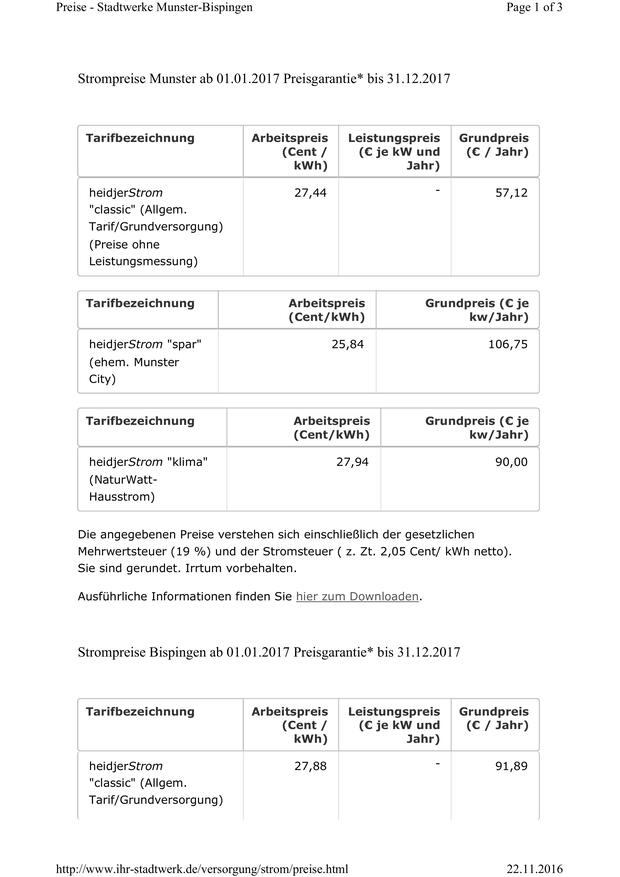 Preise - Stadtwerke Munster-Bispingen Page 1 of 3
Strompreise Munster ab 01.01.2017 Preisgarantie* bis 31.12.2017
Tarifbezeichnung Arbeitspreis Leistungspreis Grundpreis
(Cent / (€ je kW und (€ / Jahr)
kWh) Jahr)
heidjerStrom 27,44 - 57,12
"classic" (Allgem.
Tarif/Grundversorgung)
(Preise ohne
Leistungsmessung)
Tarifbezeichnung Arbeitspreis Grundpreis (€ je
(Cent/kWh) kw/Jahr)
heidjerStrom "spar" 25,84 106,75
(ehem. Munster
City)
Tarifbezeichnung Arbeitspreis Grundpreis (€ je
(Cent/kWh) kw/Jahr)
heidjerStrom "klima" 27,94 90,00
(NaturWatt-
Hausstrom)
Die angegebenen Preise verstehen sich einschließlich der gesetzlichen
Mehrwertsteuer (19 %) und der Stromsteuer ( z. Zt. 2,05 Cent/ kWh netto).
Sie sind gerundet. Irrtum vorbehalten.
Ausführliche Informationen finden Sie hier zum Downloaden.
Strompreise Bispingen ab 01.01.2017 Preisgarantie* bis 31.12.2017
Tarifbezeichnung Arbeitspreis Leistungspreis Grundpreis
(Cent / (€ je kW und (€ / Jahr)
kWh) Jahr)
heidjerStrom 27,88 - 91,89
"classic" (Allgem.
Tarif/Grundversorgung)
http://www.ihr-stadtwerk.de/versorgung/strom/preise.html 22.11.2016